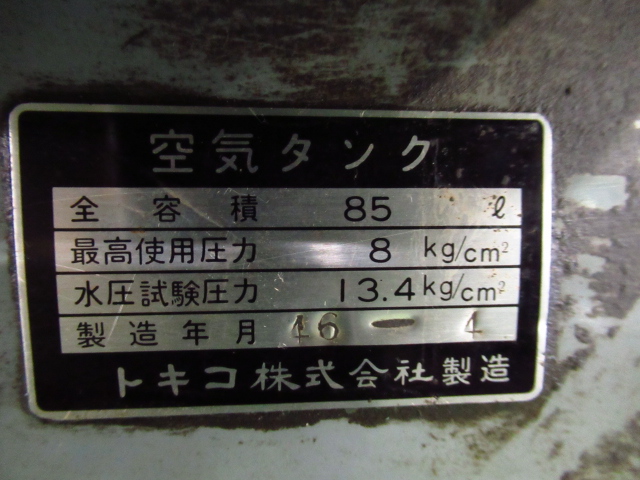 空気タンク
全容積 85 ℓ
最高使用圧力 8 kg/cm²
水圧試験圧力 13.4 kg/cm²
製造年月 46 - 4
トキコ株式会社製造